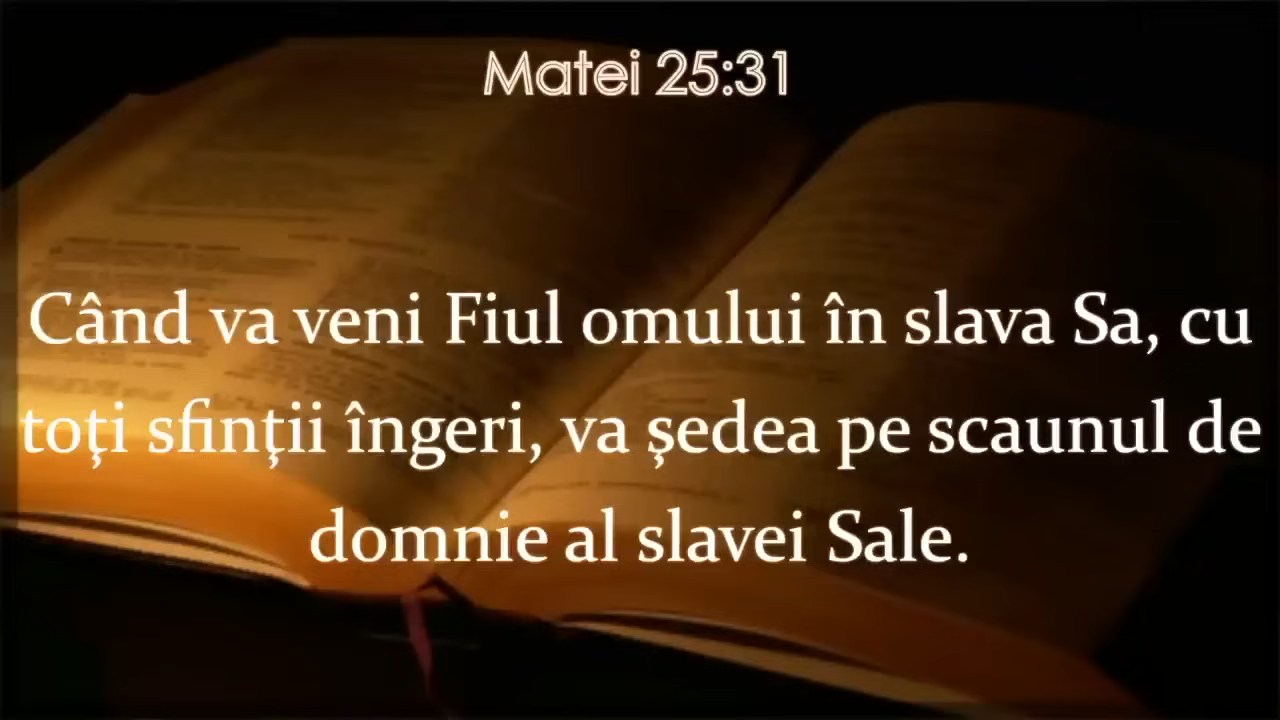 Matei 25:31
Când va veni Fiul omului în slava Sa, cu
toţi sfinţii îngeri, va şedea pe scaunul de
domnie al slavei Sale.